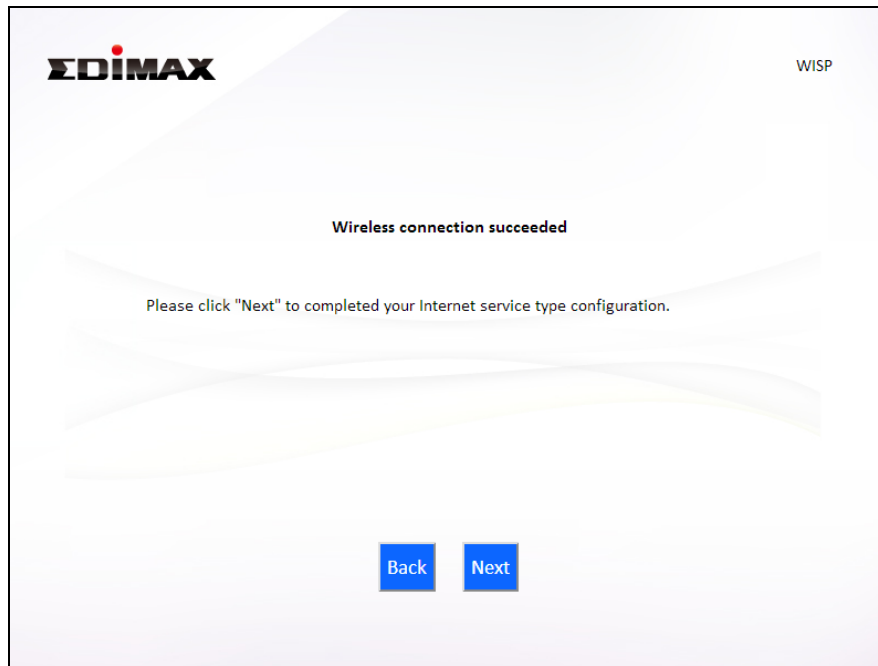 EDIMAX
WISP
Wireless connection succeeded
Please click "Next" to completed your Internet service type configuration.
Back
Next